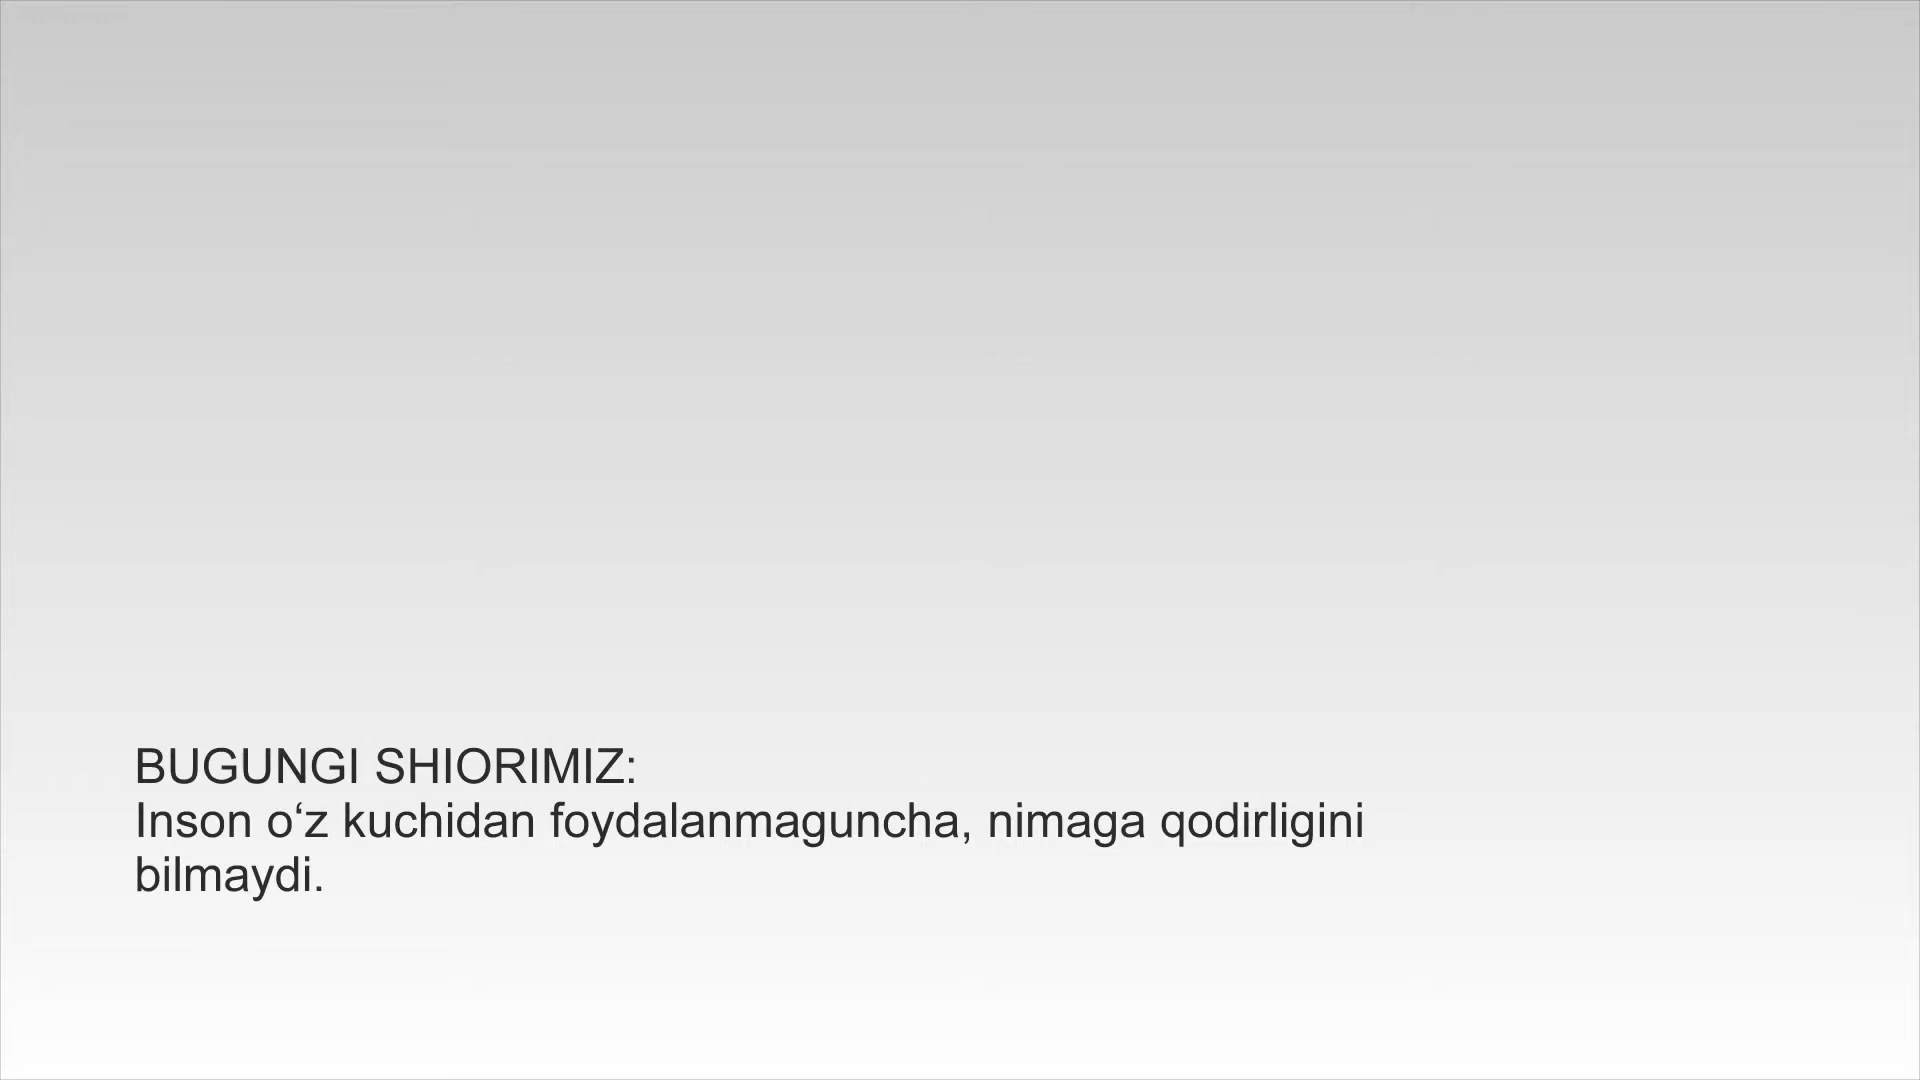 BUGUNGI SHIORIMIZ:
Inson o‘z kuchidan foydalanmaguncha, nimaga qodirligini
bilmaydi.